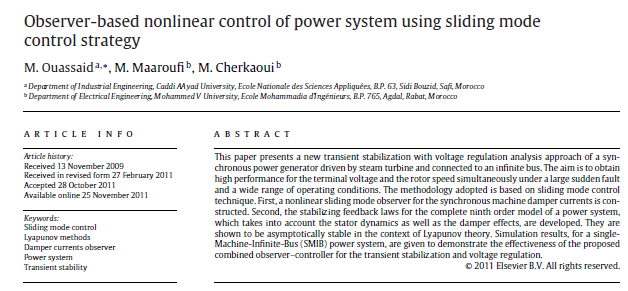 Observer-based nonlinear control of power system using sliding mode
control strategy
M. Ouassaid a,*, M. Maaroufi b, M. Cherkaoui b
a Department of Industrial Engineering, Caddi AAyad University, Ecole Nationale des Sciences Appliquées, B.P. 63, Sidi Bouzid, Safi, Morocco
b Department of Electrical Engineering, Mohammed V University, Ecole Mohammadia d'Ingénieurs, B.P. 765, Agdal, Rabat, Morocco
ARTICLE INFO
Article history:
Received 13 November 2009
Received in revised form 27 February 2011
Accepted 28 October 2011
Available online 25 November 2011
Keywords:
Sliding mode control
Lyapunov methods
Damper currents observer
Power system
Transient stability
ABSTRACT
This paper presents a new transient stabilization with voltage regulation analysis approach of a syn-
chronous power generator driven by steam turbine and connected to an infinite bus. The aim is to obtain
high performance for the terminal voltage and the rotor speed simultaneously under a large sudden fault
and a wide range of operating conditions. The methodology adopted is based on sliding mode control
technique. First, a nonlinear sliding mode observer for the synchronous machine damper currents is con-
structed. Second, the stabilizing feedback laws for the complete ninth order model of a power system,
which takes into account the stator dynamics as well as the damper effects, are developed. They are
shown to be asymptotically stable in the context of Lyapunov theory. Simulation results, for a single-
Machine-Infinite-Bus (SMIB) power system, are given to demonstrate the effectiveness of the proposed
combined observer–controller for the transient stabilization and voltage regulation.
© 2011 Elsevier B.V. All rights reserved.